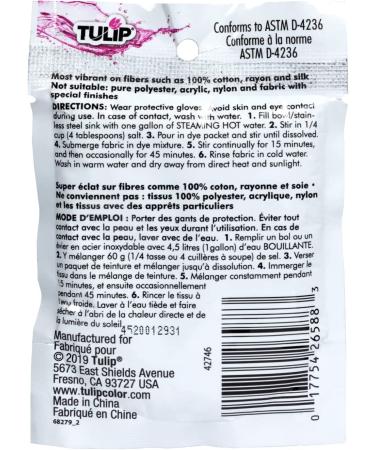 TULIP®
Conforms to ASTM D-4236
Conforme à la norme
ASTM D-4236
Most vibrant on fibers such as 100% cotton, rayon and silk
Not suitable: pure polyester, acrylic, nylon and fabric with
special finishes
DIRECTIONS: Wear protective gloves. Avoid skin and eye contact
during use. In case of contact, wash with water. 1. Fill bowl/stain-
less steel sink with one gallon of STEAMING HOT water. 2. Stir in 1/4
cup (4 tablespoons) salt. 3. Pour in dye packet and stir until dissolved.
4. Submerge fabric in dye mixture. 5. Stir continually for 15 minutes,
and then occasionally for 45 minutes. 6. Rinse fabric in cold water.
Wash in warm water and dry away from direct heat and sunlight.
Super éclat sur fibres comme 100% coton, rayonne et soie •
Ne conviennent pas : tissus 100% polyester, acrylique, nylon
et les tissus avec des apprêts particuliers
MODE D'EMPLOI : Porter des gants de protection. Éviter tout
contact avec la peau et les yeux durant l'utilisation. En cas de
contact avec la peau, laver avec de l'eau. 1. Remplir un bol ou un
évier en acier inoxydable avec 4,5 litres (1gallon) d'eau BOUILLANTE.
2. Y mélanger 60 g (1/4 tasse ou 4 cuillères à soupe) de sel. 3. Verser
un paquet de teinture et mélanger jusqu'à dissolution. 4. Immerger le
tissu dans le mélange de teinture. 5. Mélanger constamment pendant
15 minutes, et ensuite occasionnellement
pendant 45 minutes. 6. Rincer le tissu à
l'eau froide. Laver à l'eau tiède et faire
sécher à l'abri de la chaleur directe et de
la lumière du soleil.
4520012931
Manufactured for
Fabriqué pour
© 2019 Tulip®
5673 East Shields Avenue
Fresno, CA 93727 USA
www.tulipcolor.com
Made in China
Fabriqué en Chine
68279_2
42746
0 17754 26588 3